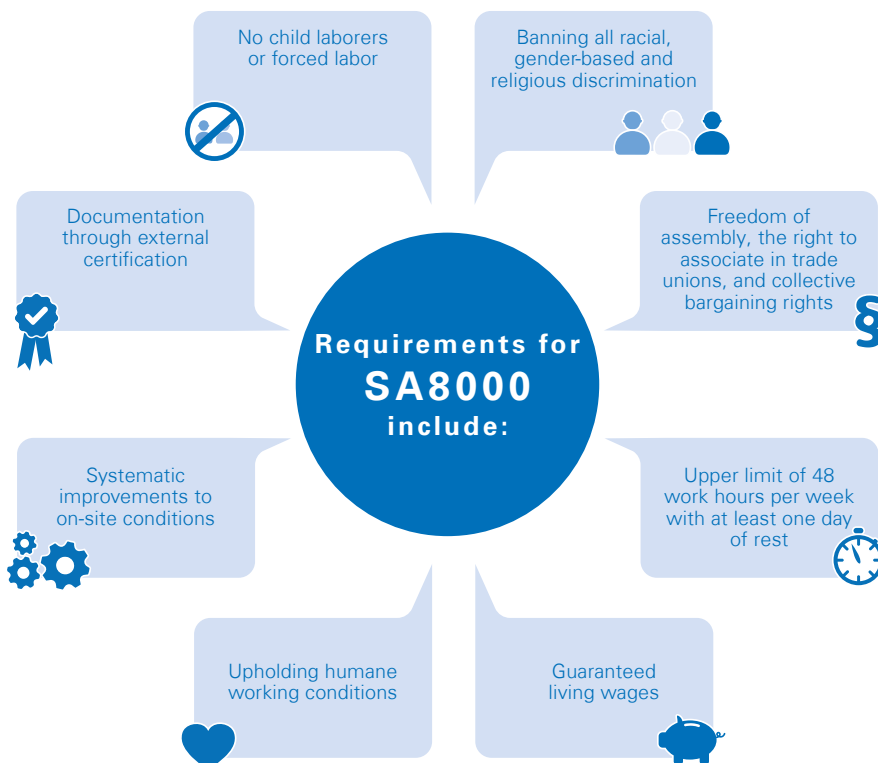 No child laborers
or forced labor
Banning all racial,
gender-based and
religious discrimination
Documentation
through external
certification
Freedom of
assembly, the right to
associate in trade
unions, and collective
bargaining rights
§
Requirements for
SA8000
include:
Systematic
improvements to
on-site conditions
Upper limit of 48
work hours per week
with at least one day
of rest
Upholding humane
working conditions
Guaranteed
living wages